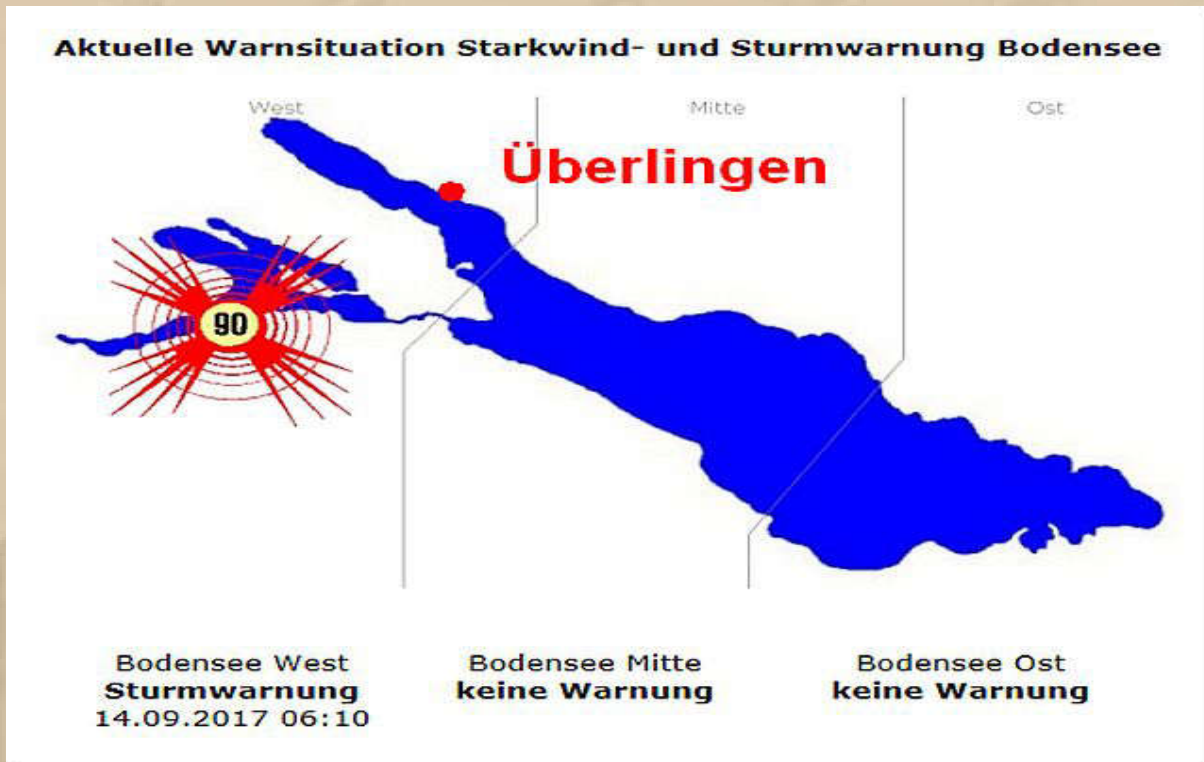 Aktuelle Warnsituation Starkwind- und Sturmwarnung Bodensee
West
Mitte
Ost
Überlingen
90
Bodensee West
Sturmwarnung
14.09.2017 06:10
Bodensee Mitte
keine Warnung
Bodensee Ost
keine Warnung